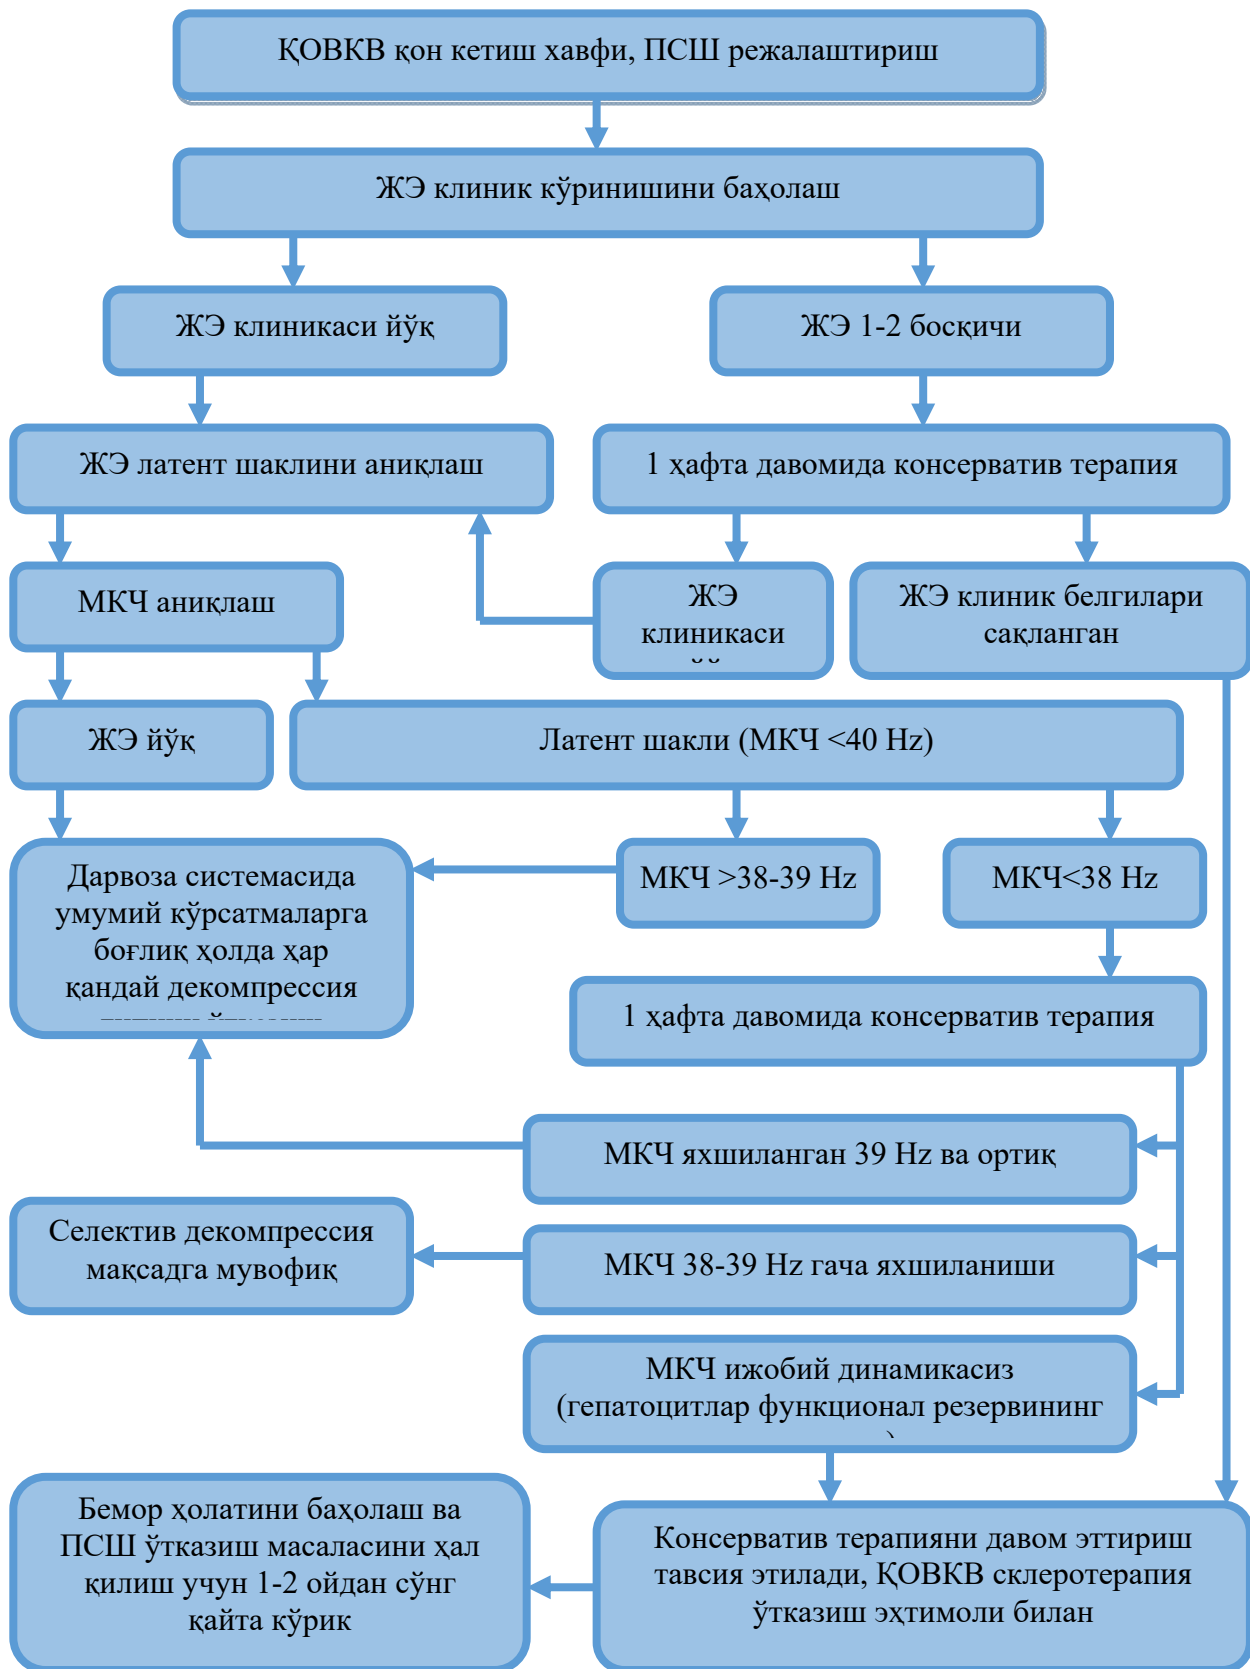 ҚОВКВ қон кетиш хавфи, ПСШ режалаштириш
ЖЭ клиник кўринишини баҳолаш
ЖЭ клиникаси йўқ
ЖЭ 1-2 босқичи
ЖЭ латент шаклини аниқлаш
1 ҳафта давомида консерватив терапия
МКЧ аниқлаш
ЖЭ
клиникаси
ЖЭ клиник белгилари
сақланган
ЖЭ йўқ
Латент шакли (МКЧ <40 Hz)
Дарвоза системасида
умумий кўрсатмаларга
боғлиқ ҳолда ҳар
қандай декомпрессия
МКЧ >38-39 Hz
МКЧ<38 Hz
1 ҳафта давомида консерватив терапия
МКЧ яхшиланган 39 Hz ва ортиқ
Селектив декомпрессия
мақсадга мувофиқ
МКЧ 38-39 Hz гача яхшиланиши
МКЧ ижобий динамикасиз
(гепатоцитлар функционал резервининг
Бемор ҳолатини баҳолаш ва
ПСШ ўтказиш масаласини ҳал
қилиш учун 1-2 ойдан сўнг
қайта кўрик
Консерватив терапияни давом эттириш
тавсия этилади, ҚОВКВ склеротерапия
ўтказиш эҳтимоли билан